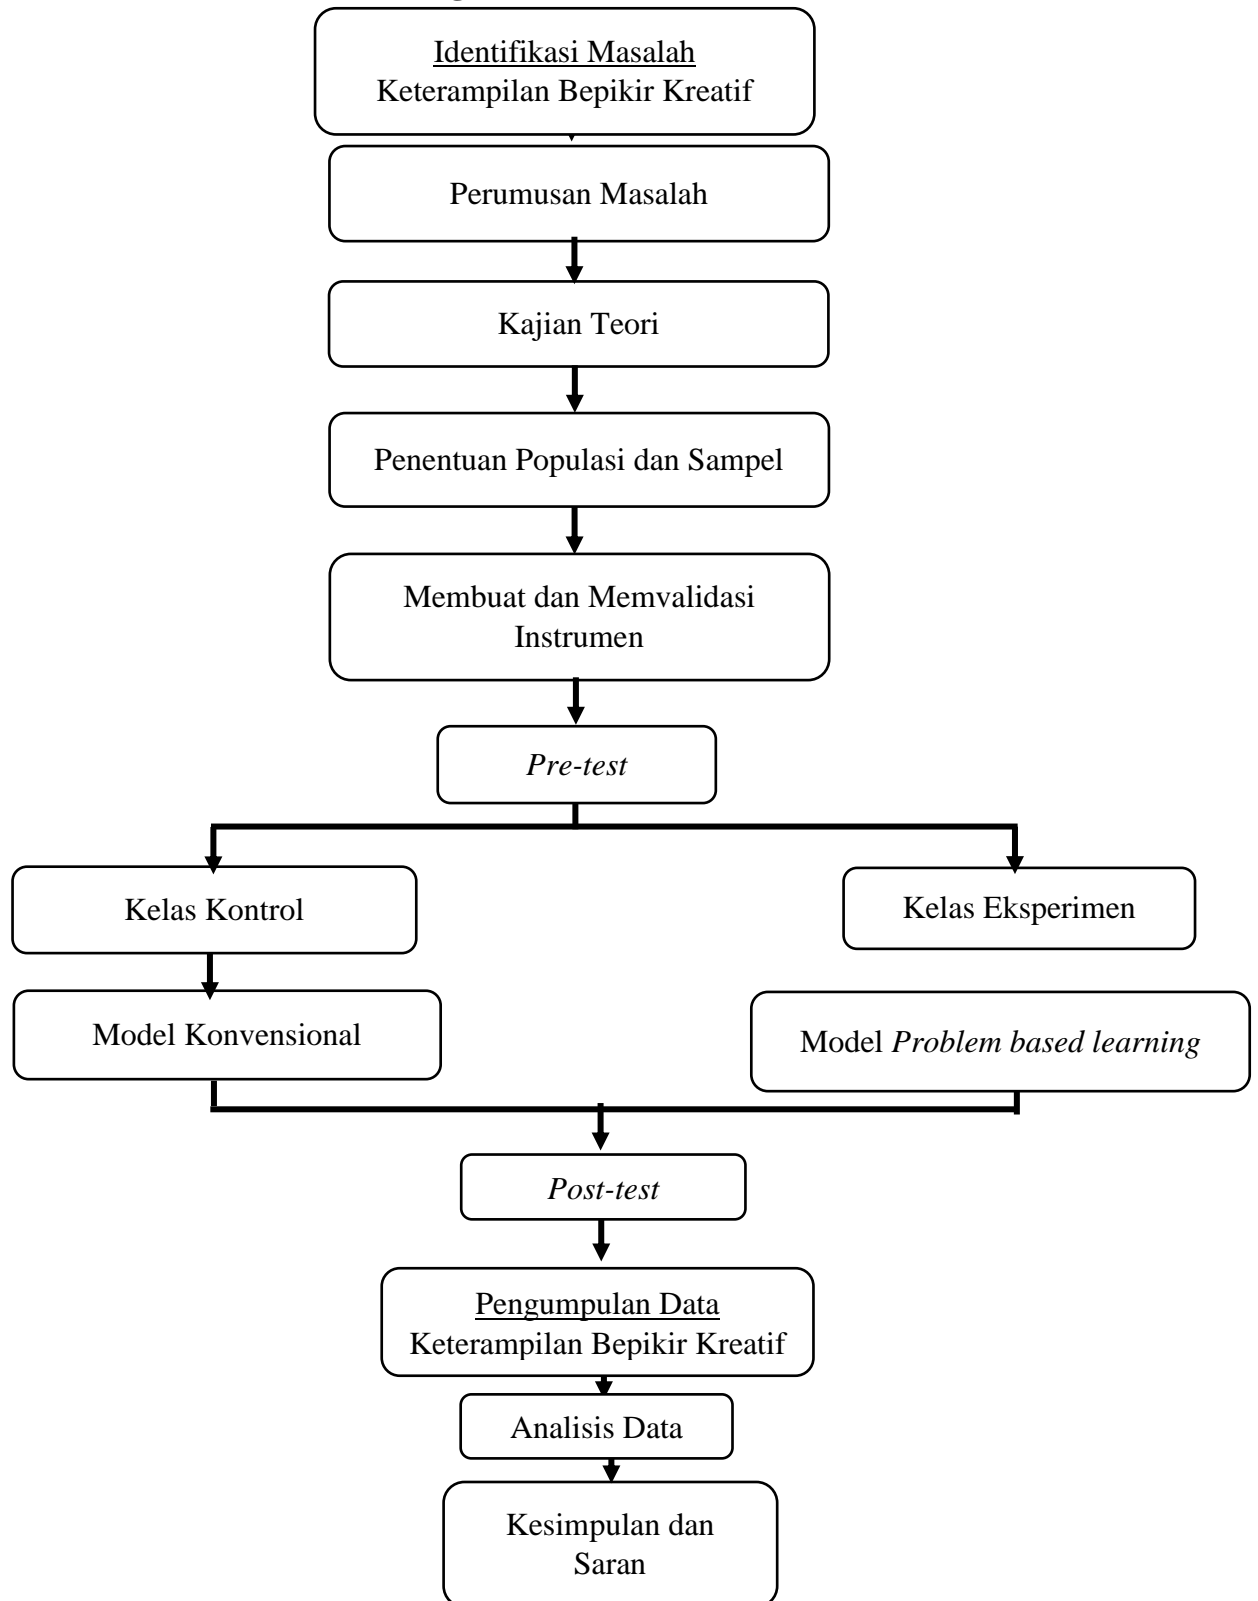 Identifikasi Masalah
Keterampilan Bepikir Kreatif
Perumusan Masalah
Kajian Teori
Penentuan Populasi dan Sampel
Membuat dan Memvalidasi
Instrumen
Pre-test
Kelas Kontrol
Kelas Eksperimen
Model Konvensional
Model Problem based learning
Post-test
Pengumpulan Data
Keterampilan Bepikir Kreatif
Analisis Data
Kesimpulan dan
Saran